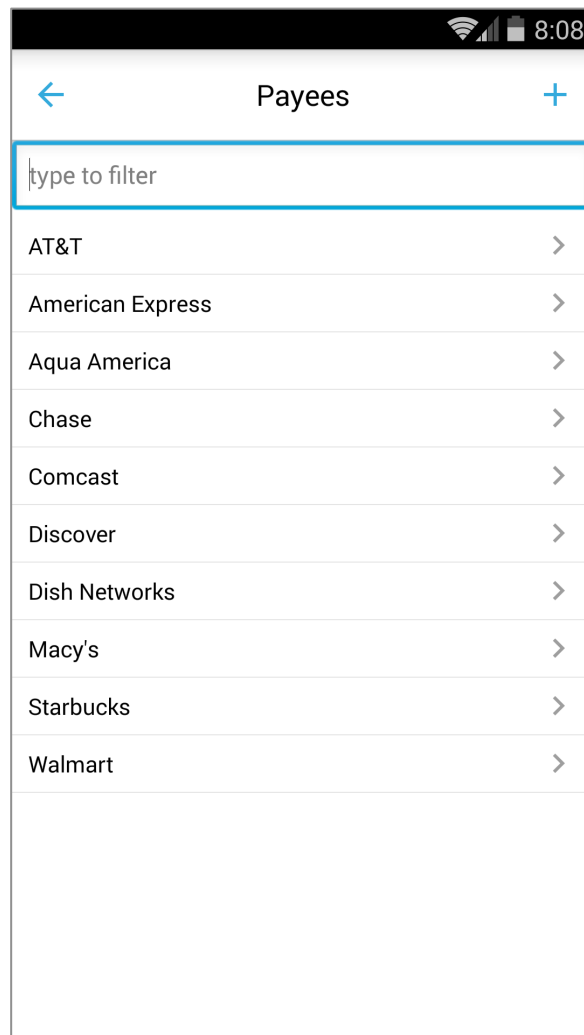 8:08
Payees
type to filter
AT&T
American Express
Aqua America
Chase
Comcast
Discover
Dish Networks
Macy's
Starbucks
Walmart